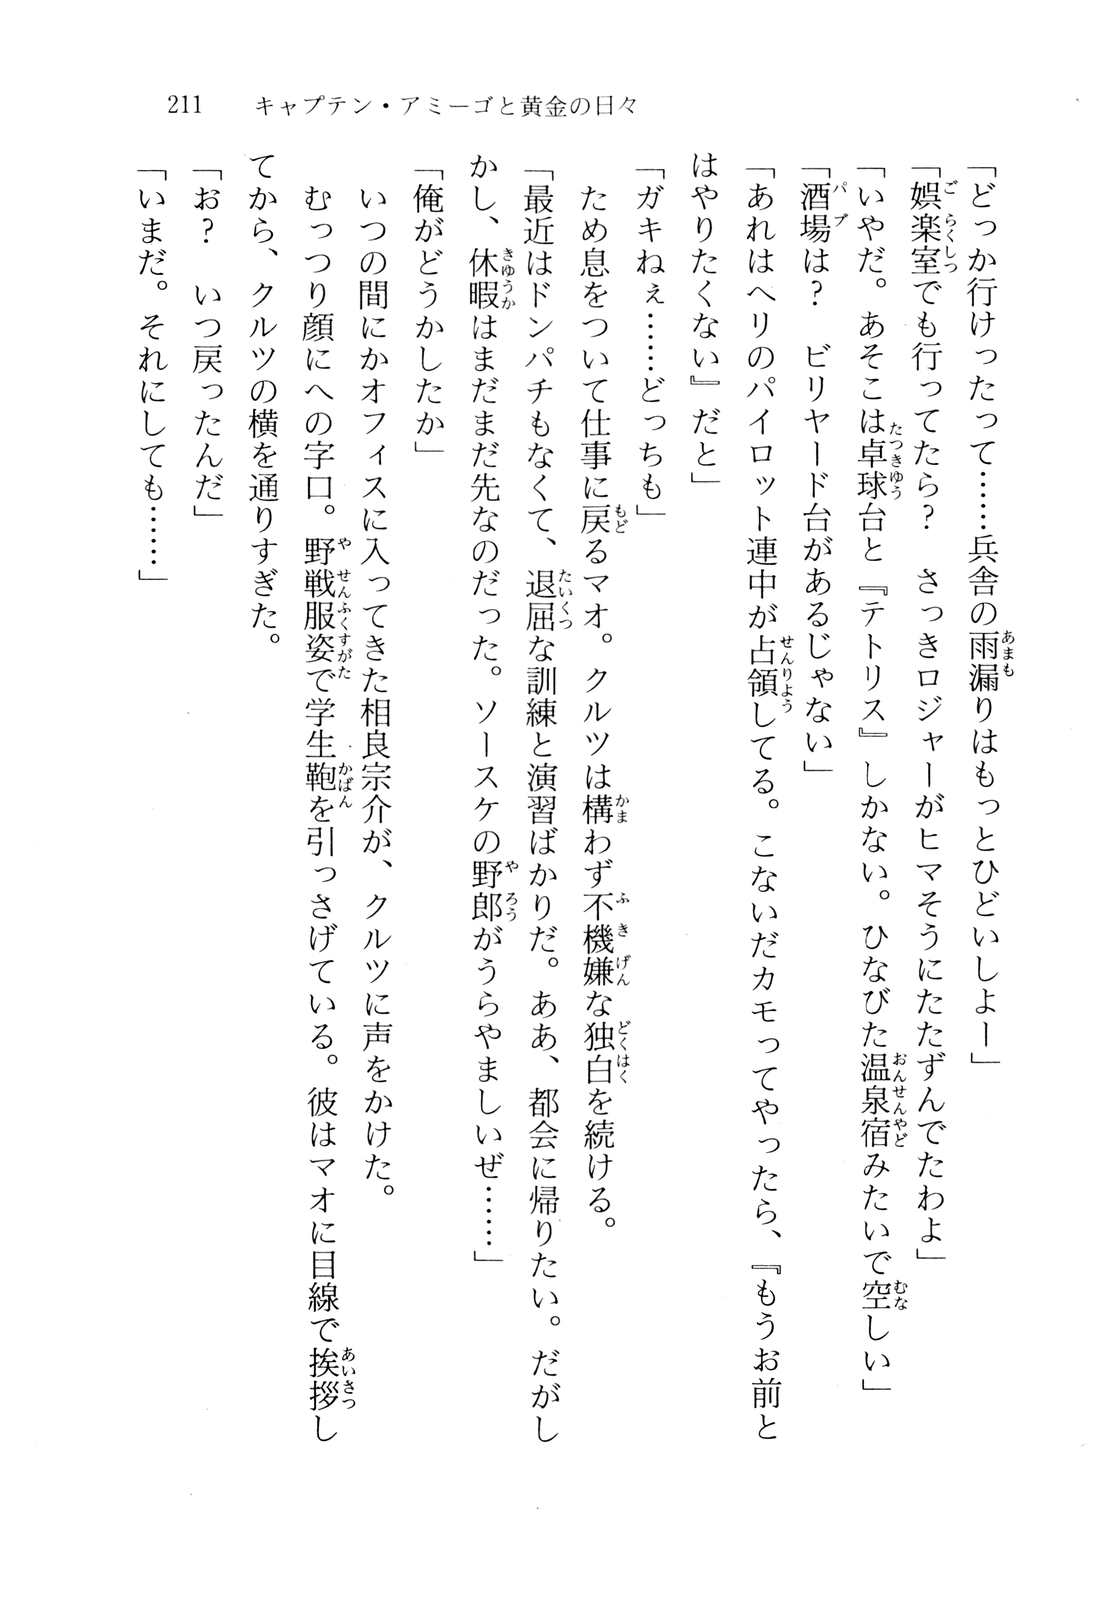 211　キャプテン・アミーゴと黄金の日々
「どっか行けったって……兵舎の雨漏りはもっとひどいしよー」
「娯楽室でも行ってたら？　さっきロジャーがヒマそうにたたずんでたわよ」
「いやだ。あそこは卓球台と『テトリス』しかない。ひなびた温泉宿みたいで空しい」
「酒場は？　ビリヤード台があるじゃない」
「あれはヘリのパイロット連中が占領してる。こないだカモってやったら、『もうお前と
はやりたくない』だと」
「ガキねぇ……どっちも」
　ため息をついて仕事に戻るマオ。クルツは構わず不機嫌な独白を続ける。
「最近はドンパチもなくて、退屈な訓練と演習ばかりだ。ああ、都会に帰りたい。だがし
かし、休暇はまだまだ先なのだった。ソースケの野郎がうらやましいぜ……」
「俺がどうかしたか」
　いつの間にかオフィスに入ってきた相良宗介が、クルツに声をかけた。
　むっつり顔にへの字口。野戦服姿で学生鞄を引っさげている。彼はマオに目線で挨拶し
てから、クルツの横を通りすぎた。
「お？　いつ戻ったんだ」
「いまだ。それにしても……」